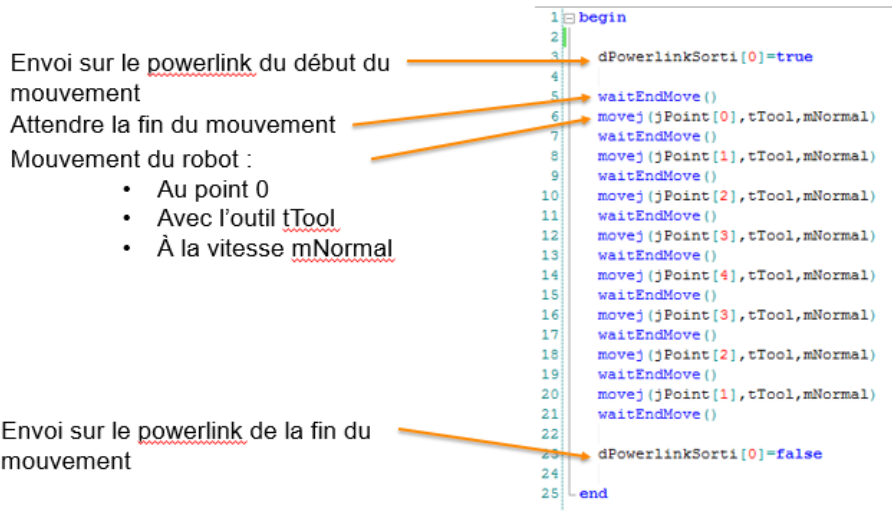 Envoi sur le powerlink du début du
mouvement
Attendre la fin du mouvement
Mouvement du robot :
• Au point 0
• Avec l’outil tTool
• À la vitesse mNormal
Envoi sur le powerlink de la fin du
mouvement
1 begin
2
3 dPowerlinkSorti[0]=true
4
5 waitEndMove()
6 movej(jPoint[0],tTool,mNormal)
7 waitEndMove()
8 movej(jPoint[1],tTool,mNormal)
9 waitEndMove()
10 movej(jPoint[2],tTool,mNormal)
11 waitEndMove()
12 movej(jPoint[3],tTool,mNormal)
13 waitEndMove()
14 movej(jPoint[4],tTool,mNormal)
15 waitEndMove()
16 movej(jPoint[3],tTool,mNormal)
17 waitEndMove()
18 movej(jPoint[2],tTool,mNormal)
19 waitEndMove()
20 movej(jPoint[1],tTool,mNormal)
21 waitEndMove()
22
23 dPowerlinkSorti[0]=false
24
25 end